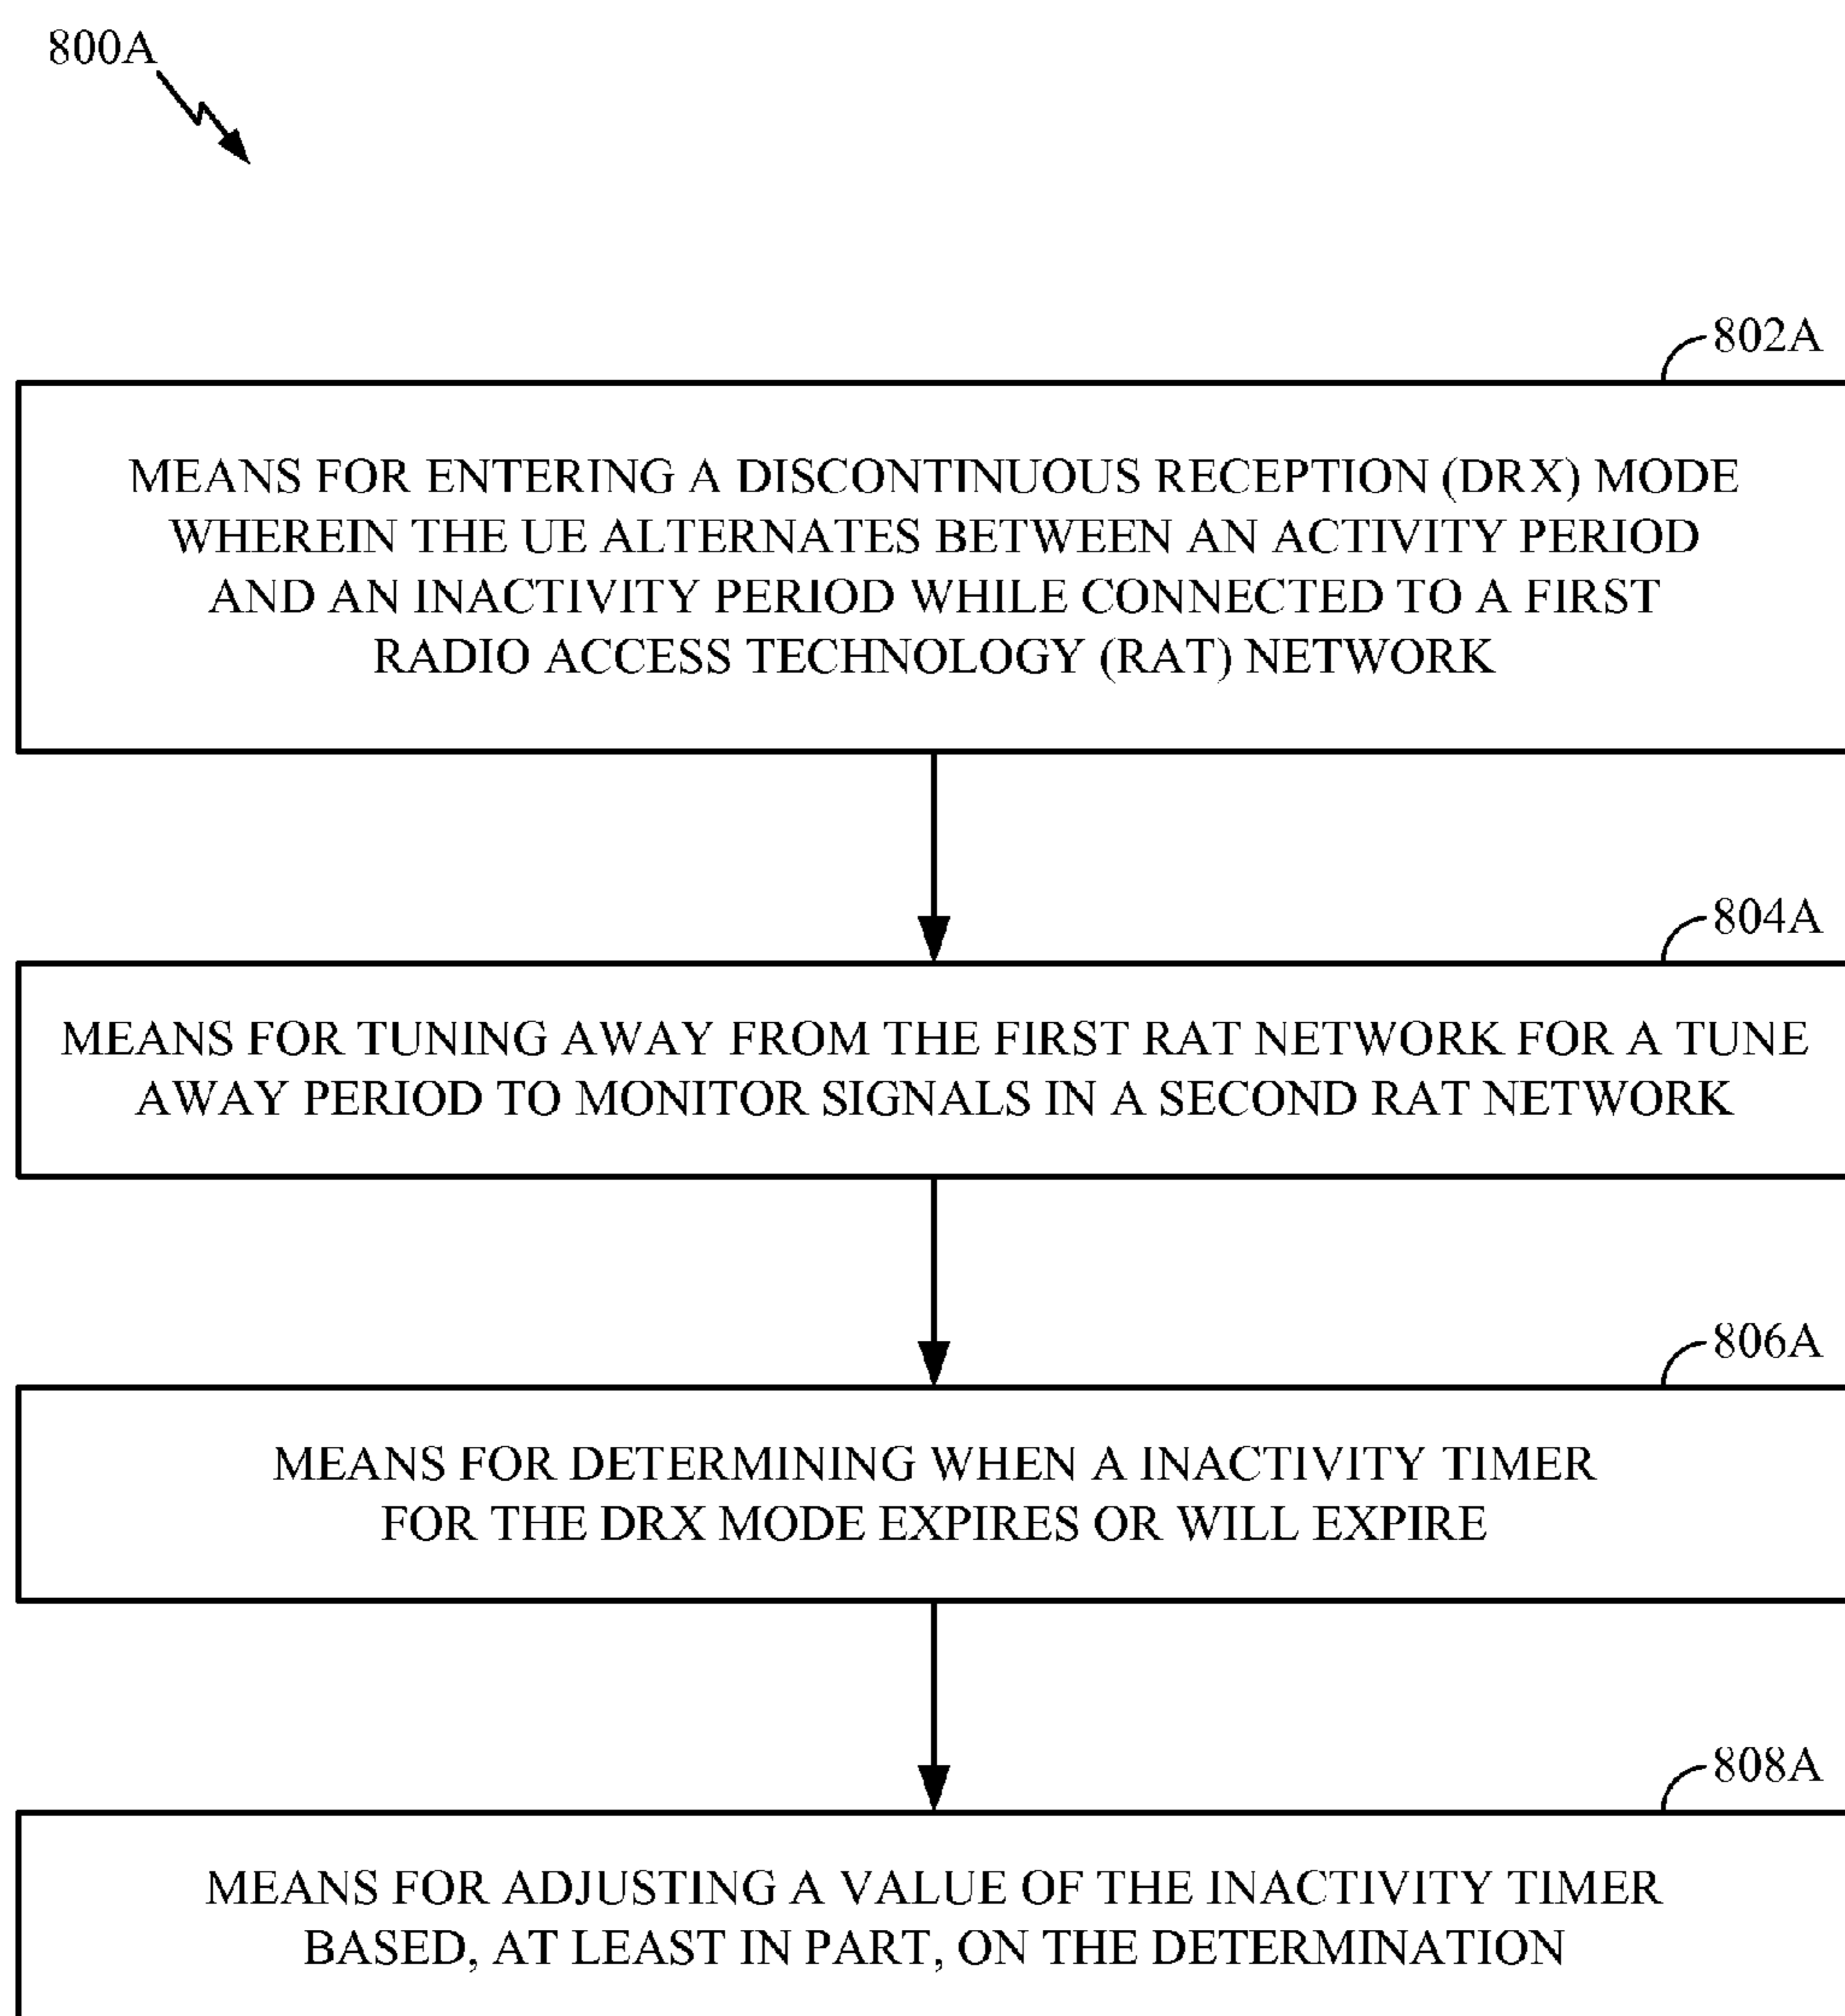 800A
802A
MEANS FOR ENTERING A DISCONTINUOUS RECEPTION (DRX) MODE
WHEREIN THE UE ALTERNATES BETWEEN AN ACTIVITY PERIOD
AND AN INACTIVITY PERIOD WHILE CONNECTED TO A FIRST
RADIO ACCESS TECHNOLOGY (RAT) NETWORK
804A
MEANS FOR TUNING AWAY FROM THE FIRST RAT NETWORK FOR A TUNE
AWAY PERIOD TO MONITOR SIGNALS IN A SECOND RAT NETWORK
806A
MEANS FOR DETERMINING WHEN A INACTIVITY TIMER
FOR THE DRX MODE EXPIRES OR WILL EXPIRE
808A
MEANS FOR ADJUSTING A VALUE OF THE INACTIVITY TIMER
BASED, AT LEAST IN PART, ON THE DETERMINATION